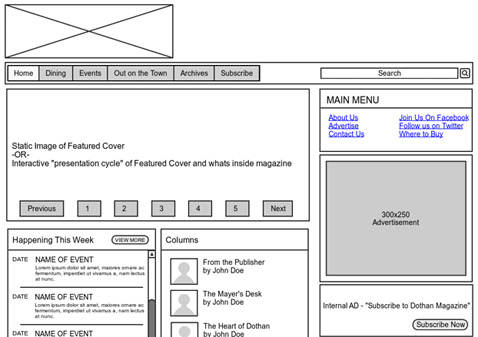 Home Dining Events Out on the Town Archives Subscribe Search
Static Image of Featured Cover
-OR-
Interactive "presentation cycle" of Featured Cover and whats inside magazine
Previous 1 2 3 4 5 Next
MAIN MENU
About Us Join Us On Facebook
Advertise Follow us on Twitter
Contact Us Where to Buy
300x250
Advertisement
Happening This Week VIEW MORE
DATE NAME OF EVENT
Lorem ipsum dolor sit amet, maiores ornare ac
fermentum, imperdiet ut vivamus a, nam lectus at
nunc.
DATE NAME OF EVENT
Lorem ipsum dolor sit amet, maiores ornare ac
fermentum, imperdiet ut vivamus a, nam lectus at
nunc.
DATE NAME OF EVENT
Columns
From the Publisher
by John Doe
The Mayer's Desk
by John Doe
The Heart of Dothan
by John Doe
Internal AD - "Subscribe to Dothan Magazine"
Subscribe Now